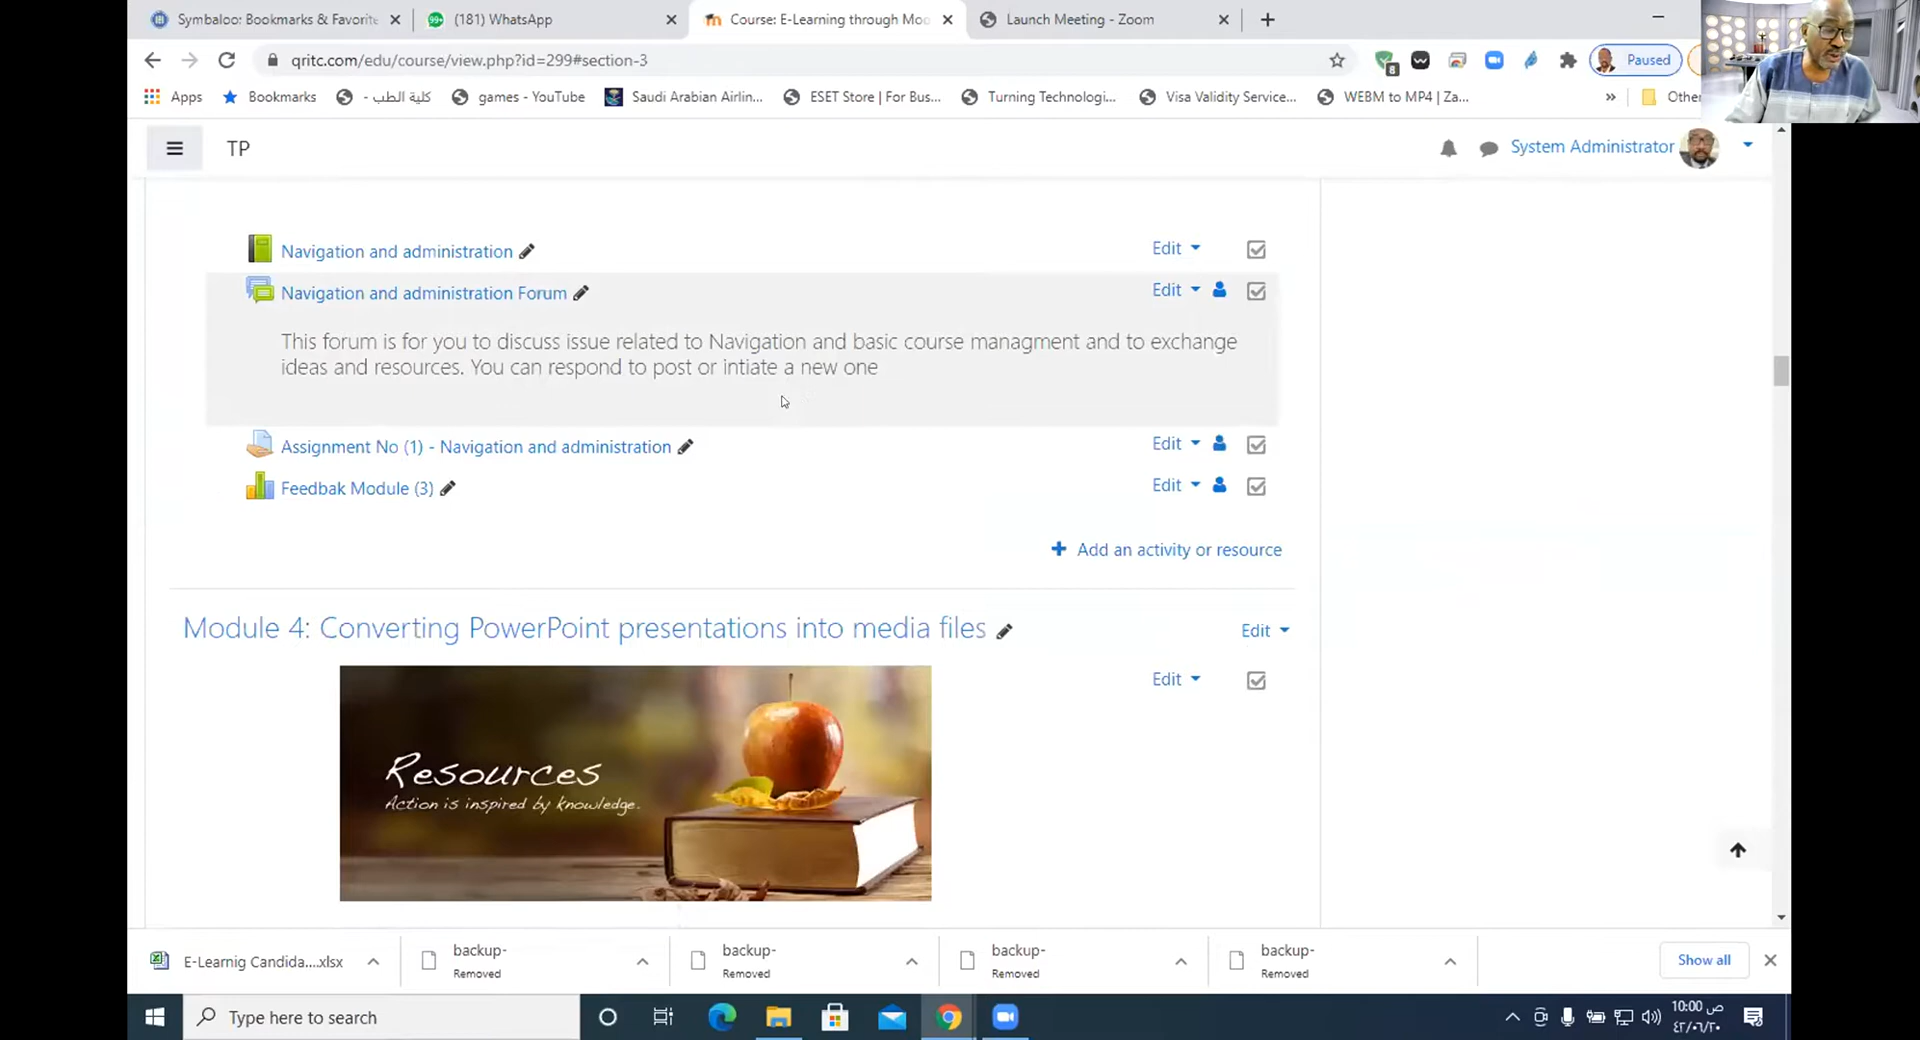 Symbaloo: Bookmarks & Favorite
99+ (181) WhatsApp
Course: E-Learning through Moo
Launch Meeting - Zoom
qritc.com/edu/course/view.php?id=299#section-3
8
Paused
Apps
Bookmarks
كلية الطب -
games - YouTube
Saudi Arabian Airlin...
ESET Store | For Bus...
Turning Technologi...
Visa Validity Service...
WEBM to MP4 | Za...
»
Other
TP
System Administrator
Navigation and administration
Edit
Navigation and administration Forum
Edit
This forum is for you to discuss issue related to Navigation and basic course managment and to exchange
ideas and resources. You can respond to post or intiate a new one
Assignment No (1) - Navigation and administration
Edit
Feedbak Module (3)
Edit
Add an activity or resource
Module 4: Converting PowerPoint presentations into media files
Edit
Edit
Resources
Action is inspired by knowledge.
E-Learnig Candida....xlsx
backup-
Removed
backup-
Removed
backup-
Removed
backup-
Removed
Show all
Type here to search
10:00 ص
٤٢/٠٦/٢٠